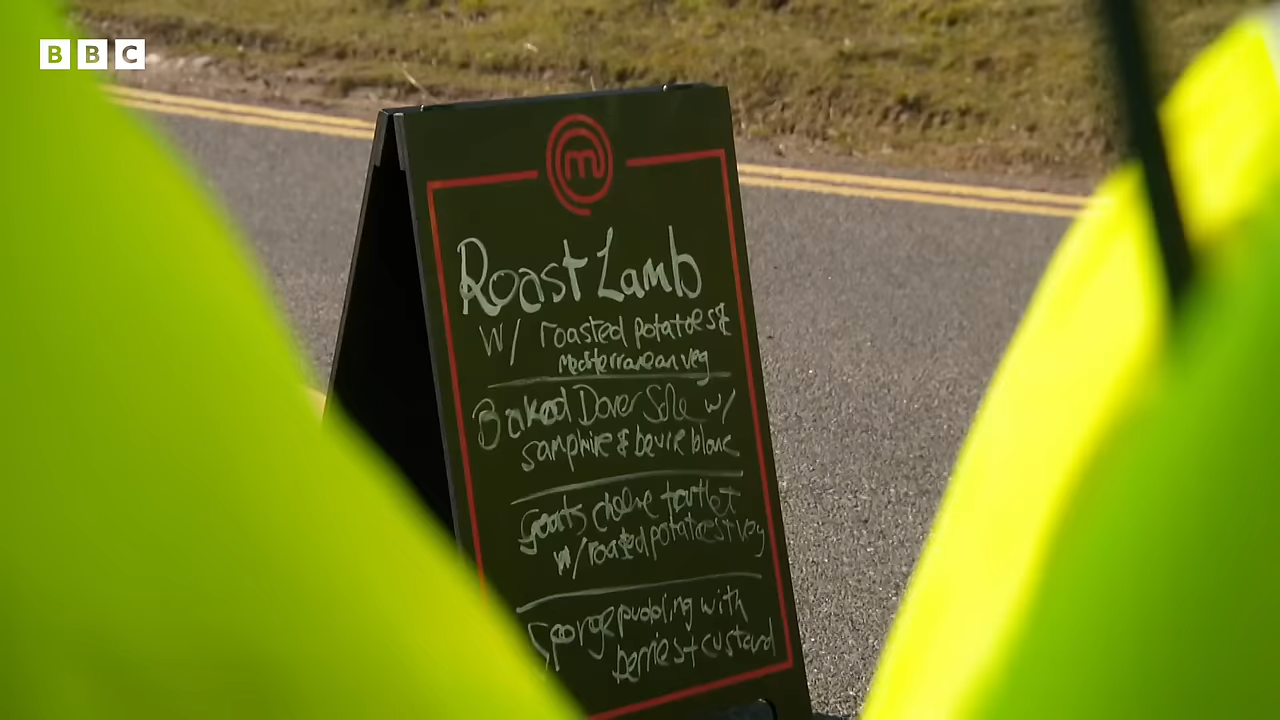 BBC
m
Roast Lamb
W/ roasted potatoes &
Mediterranean veg
Baked Dover Sole w/
samphire & beurre blanc
Goats cheese tartlet
w/ roasted potatoes + veg
Sponge pudding with
berries + custard